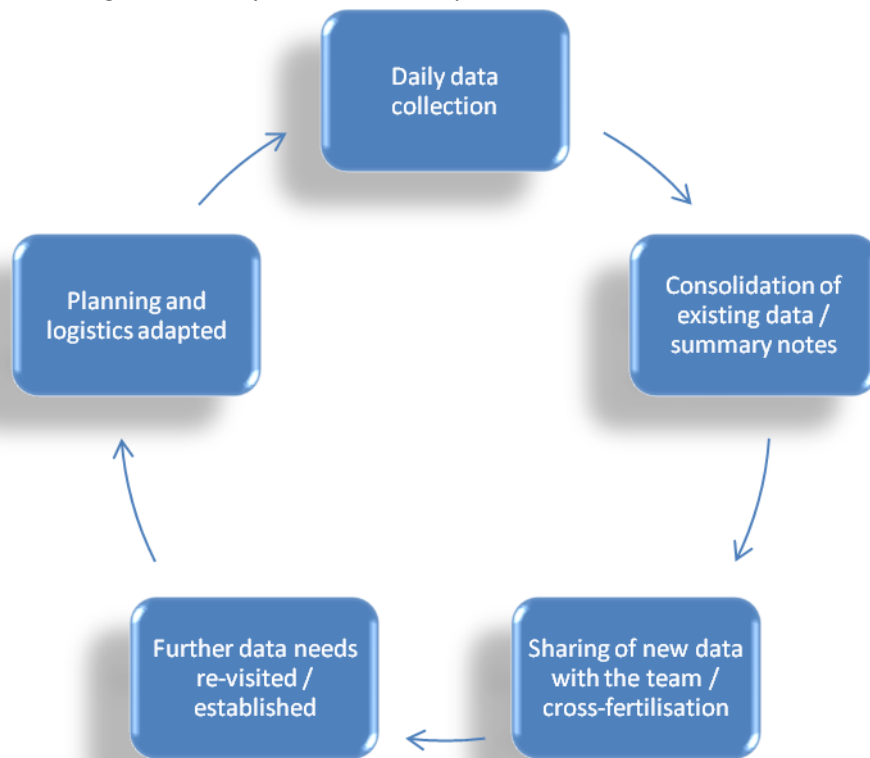 Daily data
collection
Consolidation of
existing data /
summary notes
Sharing of new data
with the team /
cross-fertilisation
Further data needs
re-visited /
established
Planning and
logistics adapted